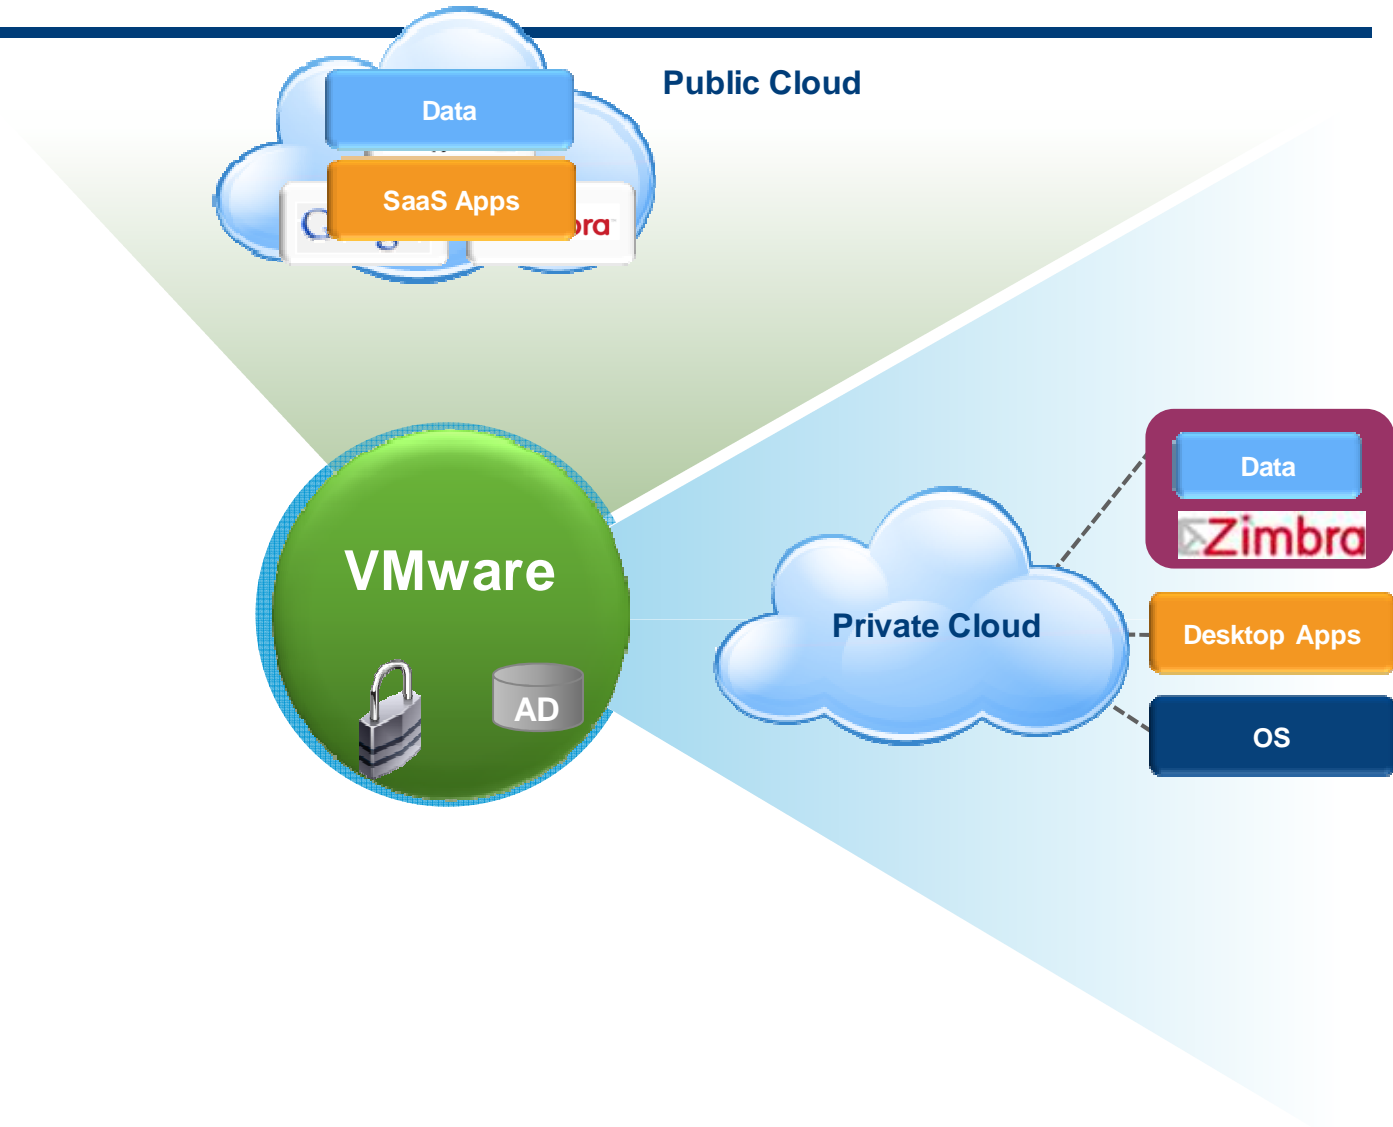 Public Cloud
Data
SaaS Apps
VMware
AD
Private Cloud
Data
Zimbra
Desktop Apps
OS